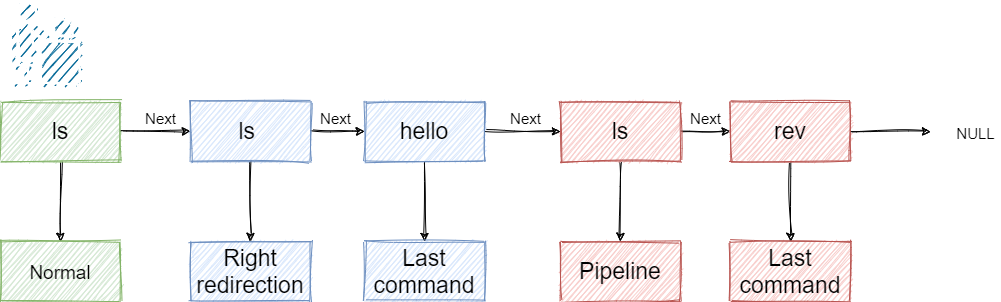 Next
Next
Next
Next
ls
ls
hello
ls
rev
NULL
Normal
Right
redirection
Last
command
Pipeline
Last
command